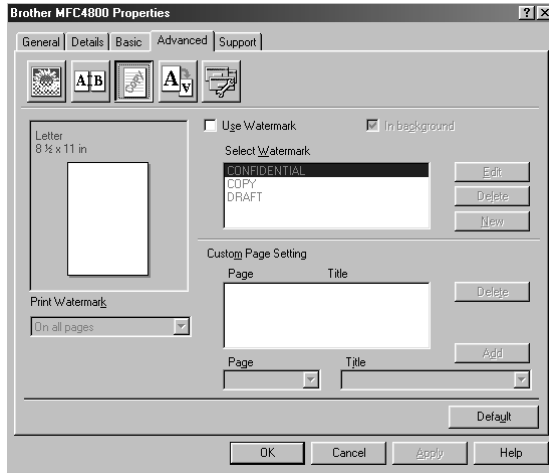 Brother MFC4800 Properties
General Details Basic Advanced Support
A B
Copy
A A
Letter
8 ½ x 11 in
Use Watermark In background
Select Watermark
CONFIDENTIAL
COPY
DRAFT
Edit
Delete
New
Print Watermark
On all pages
Custom Page Setting
Page Title
Delete
Add
Page Title
Default
OK Cancel Apply Help